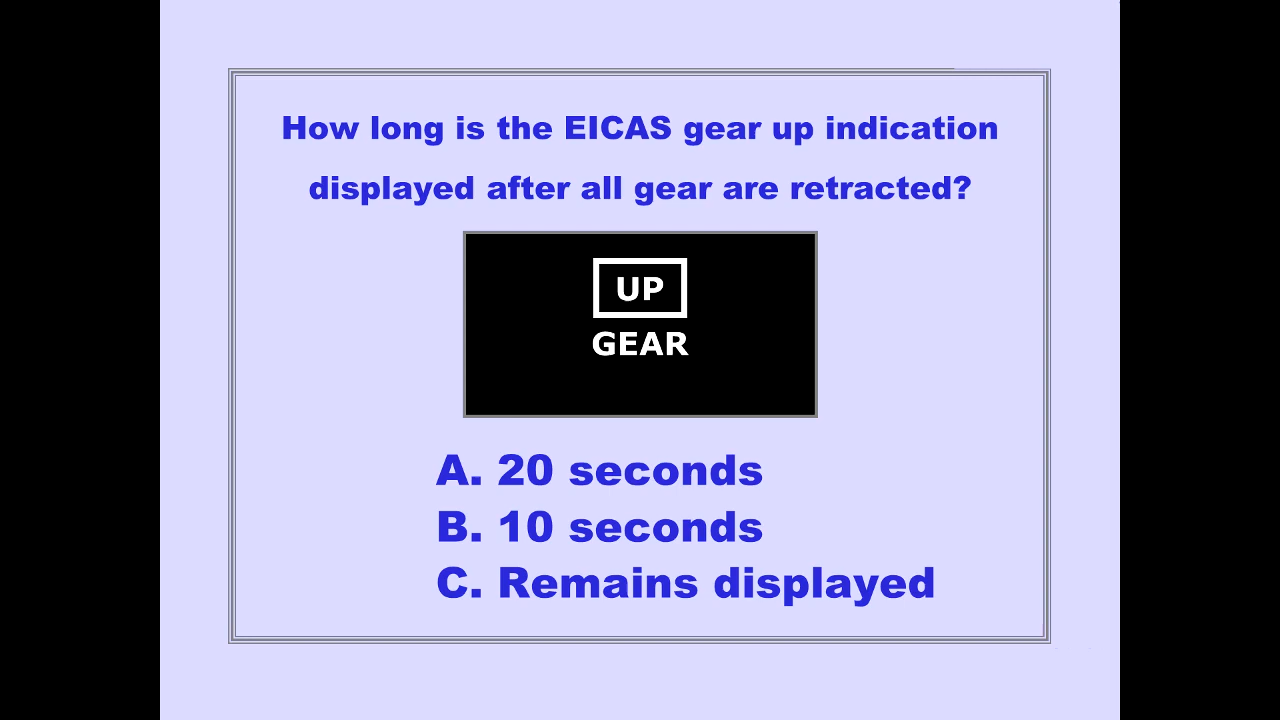 How long is the EICAS gear up indication
displayed after all gear are retracted?
UP
GEAR
A. 20 seconds
B. 10 seconds
C. Remains displayed